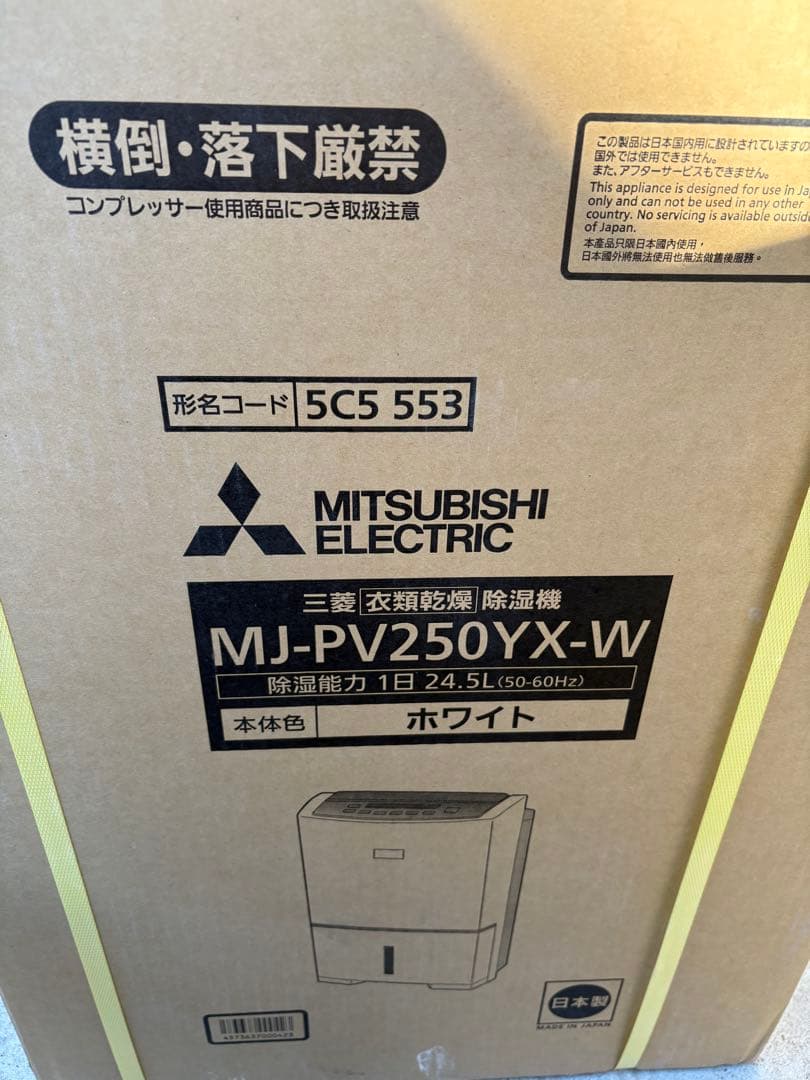 横倒・落下厳禁
コンプレッサー使用商品につき取扱注意
この製品は日本国内用に設計されていますの
国外では使用できません。
また、アフターサービスもできません。
This appliance is designed for use in Ja
only and can not be used in any other
country. No servicing is available outsid
of Japan.
本產品只限日本國內使用，
日本國外將無法使用也無法做售後服務。
形名コード 5C5 553
MITSUBISHI
ELECTRIC
三菱 衣類乾燥 除湿機
MJ-PV250YX-W
除湿能力 1日 24.5L(50-60Hz)
本体色 ホワイト
日本製
MADE IN JAPAN